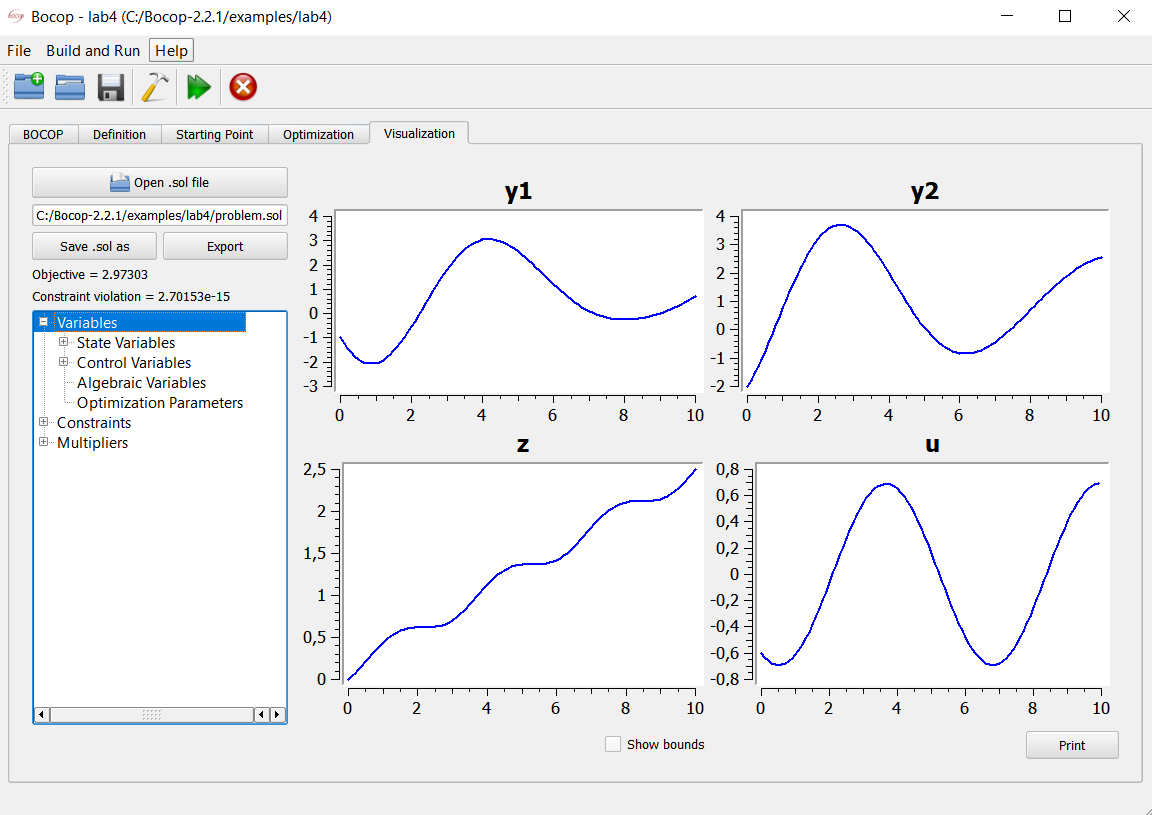 Bocop - lab4 (C:/Bocop-2.2.1/examples/lab4)
File Build and Run Help
BOCOP Definition Starting Point Optimization Visualization
Open .sol file
C:/Bocop-2.2.1/examples/lab4/problem.sol
Save .sol as Export
Objective = 2.97303
Constraint violation = 2.70153e-15
Variables
State Variables
Control Variables
Algebraic Variables
Optimization Parameters
Constraints
Multipliers
y1
4
3
2
1
0
-1
-2
-3
0 2 4 6 8 10
y2
4
3
2
1
0
-1
-2
0 2 4 6 8 10
z
2,5
2
1,5
1
0,5
0
0 2 4 6 8 10
u
0,8
0,6
0,4
0,2
0
-0,2
-0,4
-0,6
-0,8
0 2 4 6 8 10
Show bounds
Print